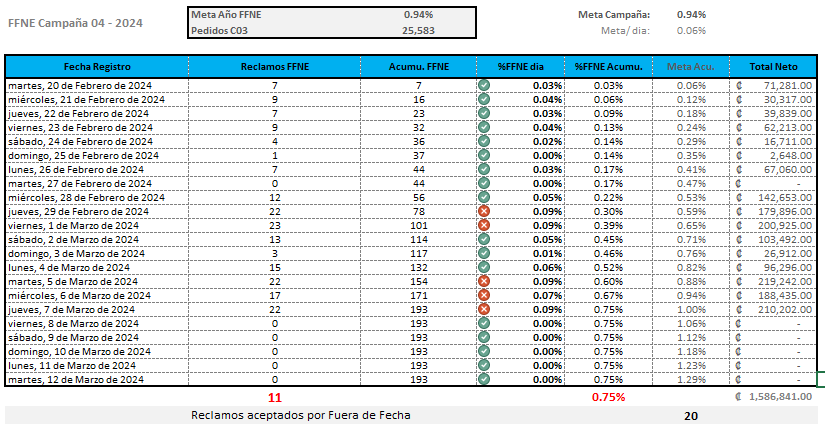 FFNE Campaña 04 - 2024
Meta Año FFNE 0.94%
Pedidos C03 25,583
Meta Campaña: 0.94%
Meta/ dia: 0.06%
Fecha Registro Reclamos FFNE Acumu. FFNE %FFNE dia %FFNE Acumu. Meta Acu. Total Neto
martes, 20 de Febrero de 2024 7 7 0.03% 0.03% 0.06% ₡ 71,281.00
miércoles, 21 de Febrero de 2024 9 16 0.04% 0.06% 0.12% ₡ 30,317.00
jueves, 22 de Febrero de 2024 7 23 0.03% 0.09% 0.18% ₡ 39,839.00
viernes, 23 de Febrero de 2024 9 32 0.04% 0.13% 0.24% ₡ 62,213.00
sábado, 24 de Febrero de 2024 4 36 0.02% 0.14% 0.29% ₡ 16,711.00
domingo, 25 de Febrero de 2024 1 37 0.00% 0.14% 0.35% ₡ 2,648.00
lunes, 26 de Febrero de 2024 7 44 0.03% 0.17% 0.41% ₡ 67,060.00
martes, 27 de Febrero de 2024 0 44 0.00% 0.17% 0.47% ₡ -
miércoles, 28 de Febrero de 2024 12 56 0.05% 0.22% 0.53% ₡ 142,653.00
jueves, 29 de Febrero de 2024 22 78 0.09% 0.30% 0.59% ₡ 179,896.00
viernes, 1 de Marzo de 2024 23 101 0.09% 0.39% 0.65% ₡ 200,925.00
sábado, 2 de Marzo de 2024 13 114 0.05% 0.45% 0.71% ₡ 103,492.00
domingo, 3 de Marzo de 2024 3 117 0.01% 0.46% 0.76% ₡ 26,912.00
lunes, 4 de Marzo de 2024 15 132 0.06% 0.52% 0.82% ₡ 96,296.00
martes, 5 de Marzo de 2024 22 154 0.09% 0.60% 0.88% ₡ 219,242.00
miércoles, 6 de Marzo de 2024 17 171 0.07% 0.67% 0.94% ₡ 188,435.00
jueves, 7 de Marzo de 2024 22 193 0.09% 0.75% 1.00% ₡ 210,202.00
viernes, 8 de Marzo de 2024 0 193 0.00% 0.75% 1.06% ₡ -
sábado, 9 de Marzo de 2024 0 193 0.00% 0.75% 1.12% ₡ -
domingo, 10 de Marzo de 2024 0 193 0.00% 0.75% 1.18% ₡ -
lunes, 11 de Marzo de 2024 0 193 0.00% 0.75% 1.23% ₡ -
martes, 12 de Marzo de 2024 0 193 0.00% 0.75% 1.29% ₡ -
11 0.75% ₡ 1,586,841.00
Reclamos aceptados por Fuera de Fecha 20